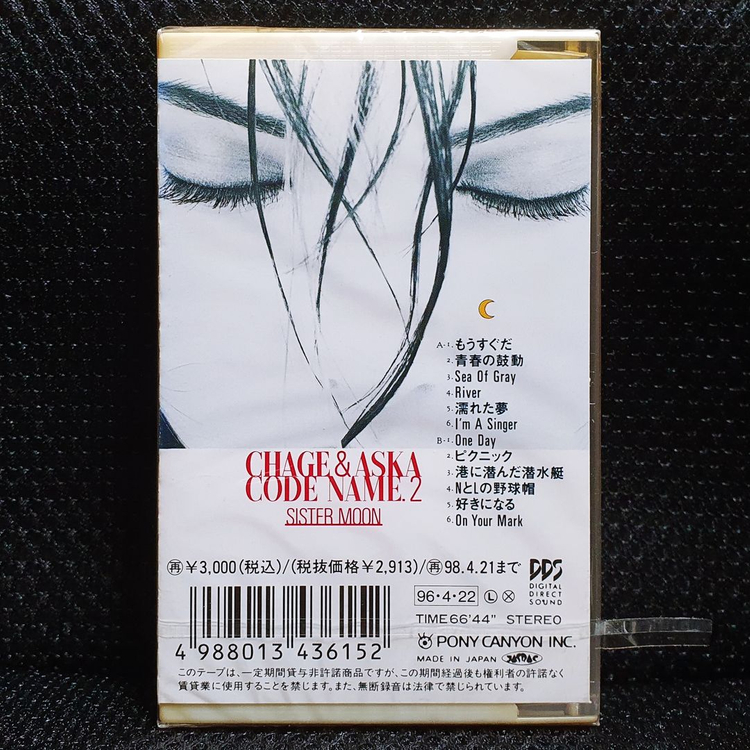 A-1. もうすぐだ
2. 青春の鼓動
3. Sea Of Gray
4. River
5. 濡れた夢
6. I'm A Singer
B-1. One Day
2. ピクニック
3. 港に潜んだ潜水艇
4. NとLの野球帽
5. 好きになる
6. On Your Mark
CHAGE&ASKA
CODE NAME.2
SISTER MOON
再¥3,000(税込)/(税抜価格¥2,913)/再98.4.21まで
DDS
DIGITAL
DIRECT
SOUND
96・4・22 L X
TIME66'44" STEREO
PONY CANYON INC.
MADE IN JAPAN
4 988013 436152
このテープは、一定期間貸与非許諾商品ですが、この期間経過後も権利者の許諾なく
賃貸業に使用することを禁じます。また、無断録音は法律で禁じられています。